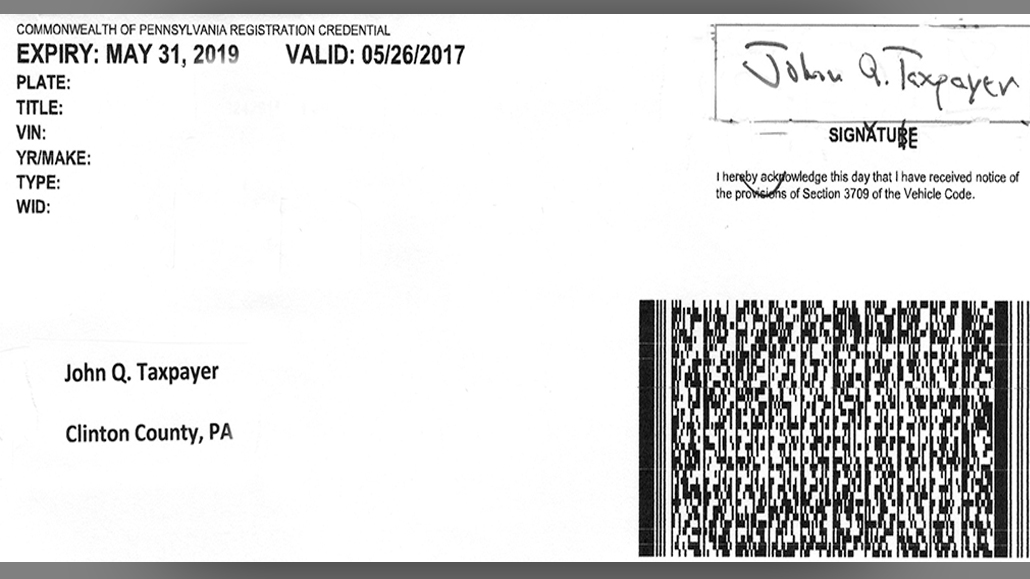 COMMONWEALTH OF PENNSYLVANIA REGISTRATION CREDENTIAL
EXPIRY: MAY 31, 2019 VALID: 05/26/2017
PLATE:
TITLE:
VIN:
YR/MAKE:
TYPE:
WID:
John Q. Taxpayer
SIGNATURE
I hereby acknowledge this day that I have received notice of
the provisions of Section 3709 of the Vehicle Code.
John Q. Taxpayer
Clinton County, PA